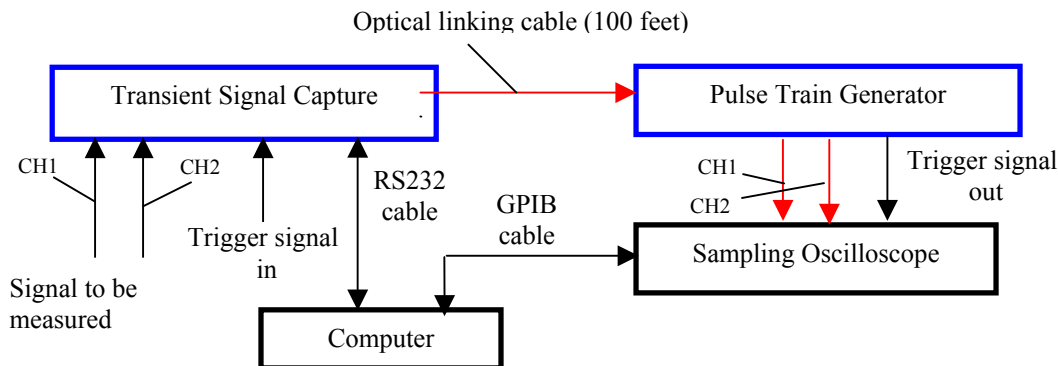 Optical linking cable (100 feet)
Transient Signal Capture
Pulse Train Generator
CH1
CH2
RS232
cable
Trigger signal
in
Signal to be
measured
GPIB
cable
CH1
CH2
Trigger signal
out
Sampling Oscilloscope
Computer